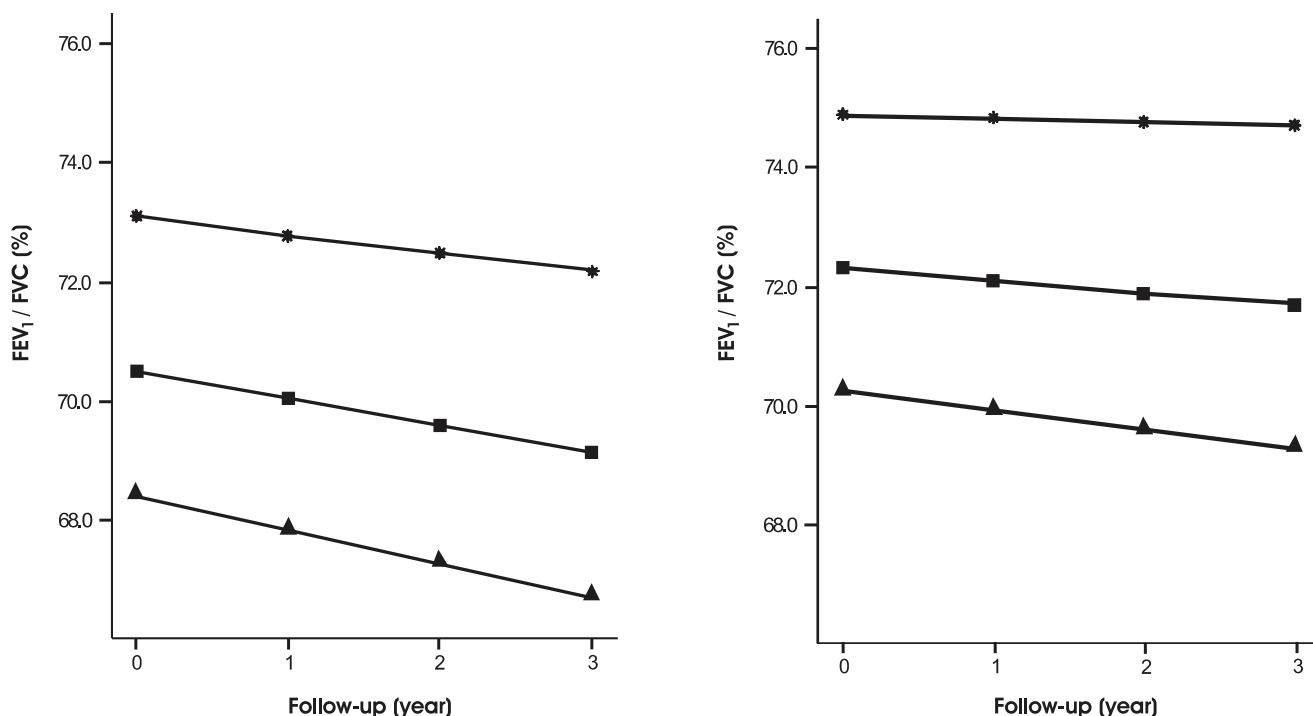 76.0
74.0
72.0
70.0
68.0
FEV₁ / FVC (%)
0 1 2 3
Follow-up (year)
76.0
74.0
72.0
70.0
68.0
FEV₁ / FVC (%)
0 1 2 3
Follow-up (year)